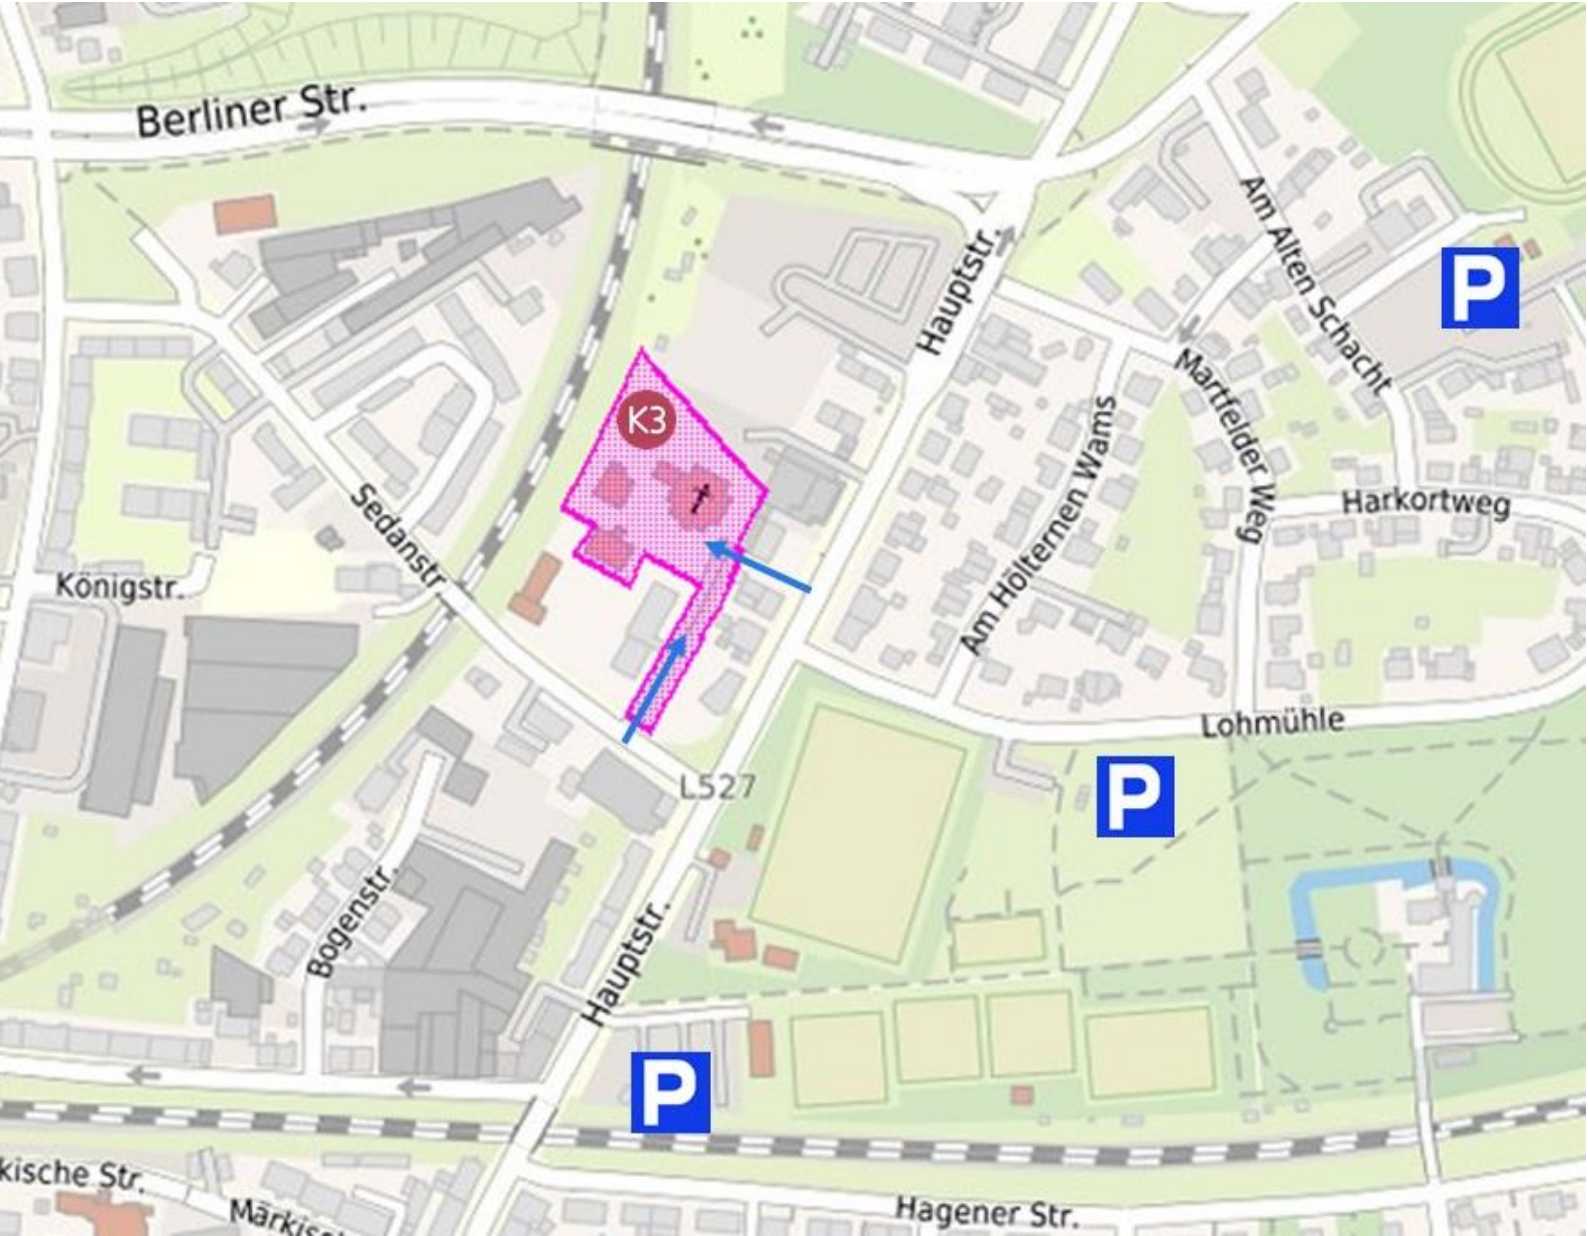 Berliner Str.
Am Alten Schacht
Hauptstr.
P
Martfelder Weg
K3
Am Hölternen Wams
Sedanstr.
Harkortweg
Königstr.
Lohmühle
L527
P
Bogenstr.
Hauptstr.
P
kische Str.
Märkisc
Hagener Str.